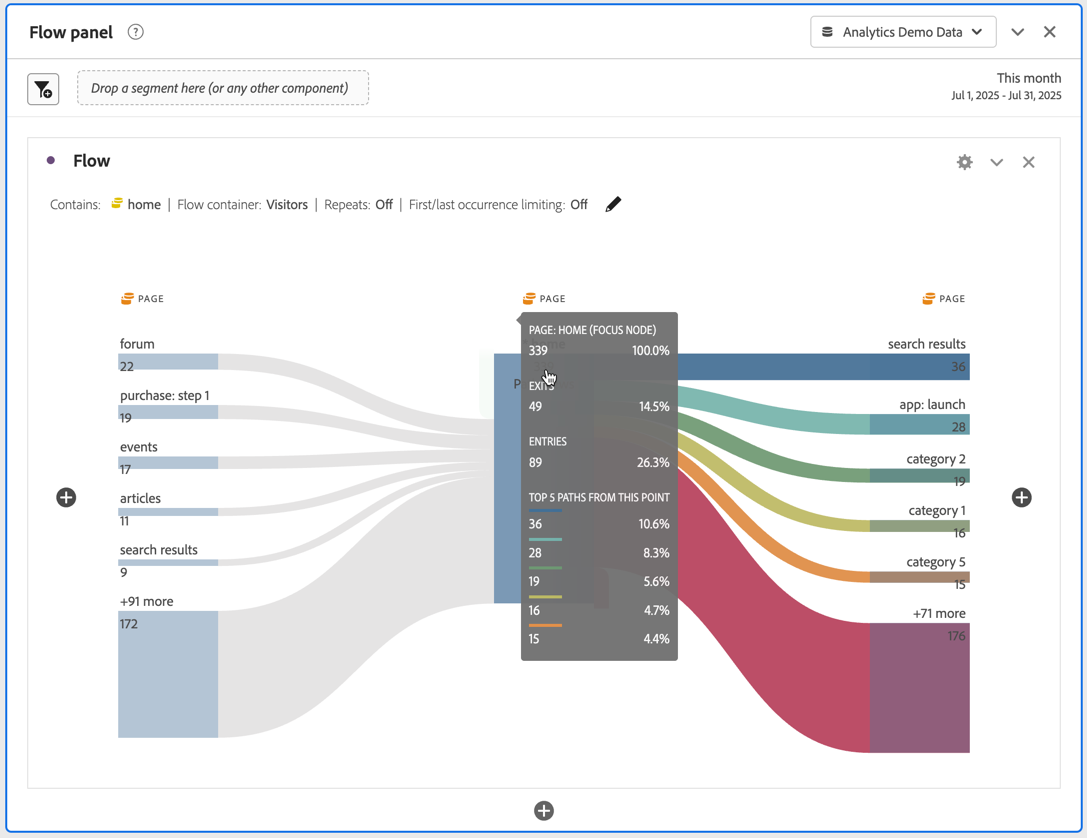 Flow panel ?
Analytics Demo Data
Drop a segment here (or any other component)
This month
Jul 1, 2025 - Jul 31, 2025
Flow
Contains: home | Flow container: Visitors | Repeats: Off | First/last occurrence limiting: Off
PAGE
PAGE
PAGE
forum
22
purchase: step 1
19
events
17
articles
11
search results
9
+91 more
172
PAGE: HOME (FOCUS NODE)
339 100.0%
EXITS
49 14.5%
ENTRIES
89 26.3%
TOP 5 PATHS FROM THIS POINT
36 10.6%
28 8.3%
19 5.6%
16 4.7%
15 4.4%
search results
36
app: launch
28
category 2
19
category 1
16
category 5
15
+71 more
176